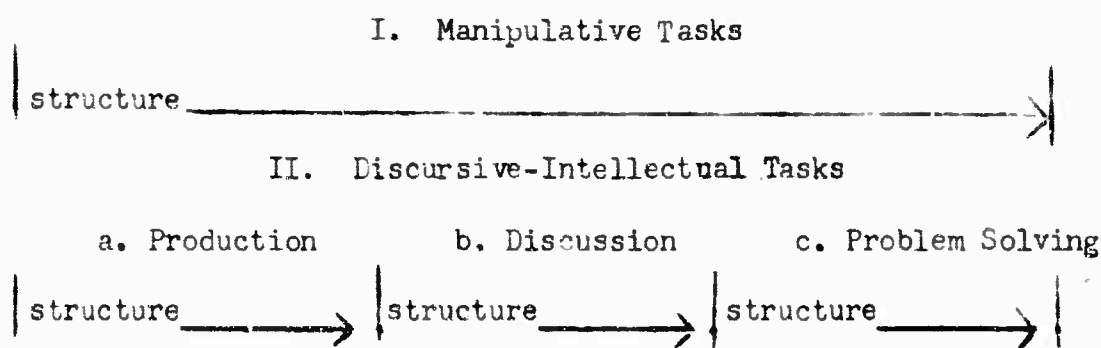 I. Manipulative Tasks
structure
II. Discursive-Intellectual Tasks
a. Production b. Discussion c. Problem Solving
structure structure structure